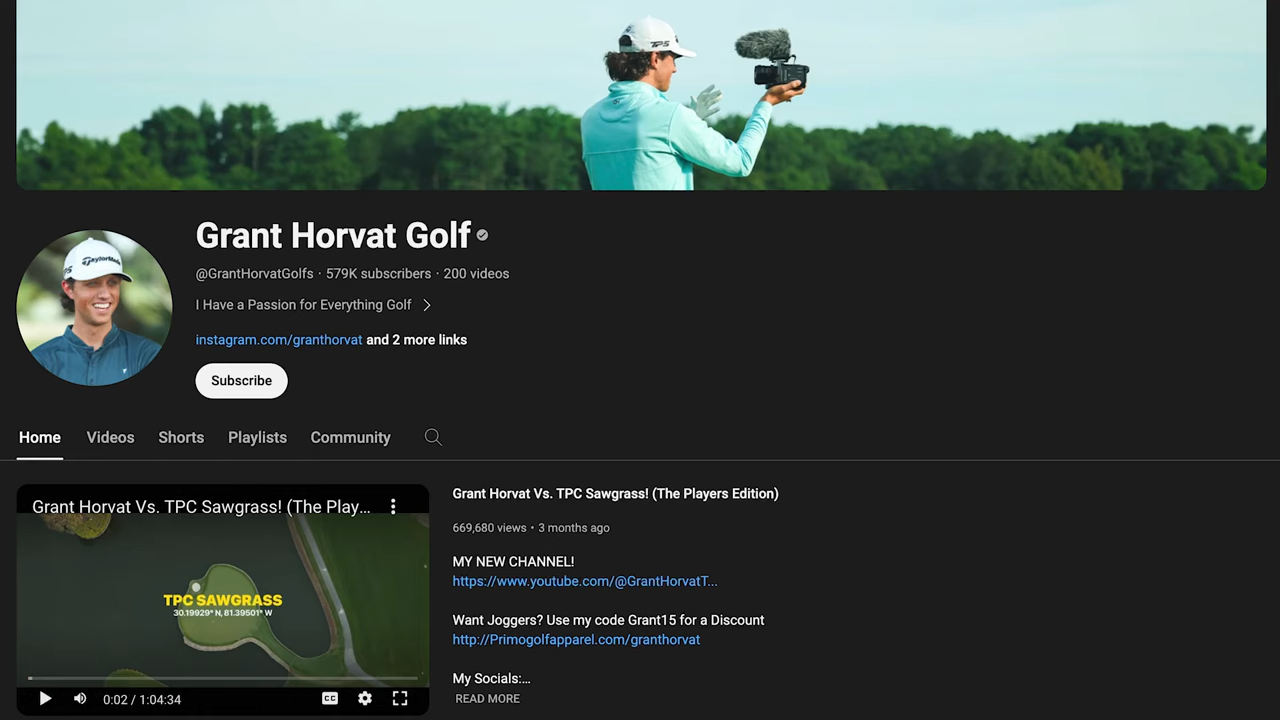 TP5
Grant Horvat Golf
@GrantHorvatGolfs · 579K subscribers · 200 videos
I Have a Passion for Everything Golf
instagram.com/granthorvat and 2 more links
Subscribe
TaylorMade
Home
Videos
Shorts
Playlists
Community
Grant Horvat Vs. TPC Sawgrass! (The Play...
TPC SAWGRASS
30.19929° N, 81.39501° W
0:02 / 1:04:34
CC
Grant Horvat Vs. TPC Sawgrass! (The Players Edition)
669,680 views • 3 months ago
MY NEW CHANNEL!
https://www.youtube.com/@GrantHorvatT...
Want Joggers? Use my code Grant15 for a Discount
http://Primogolfapparel.com/granthorvat
My Socials:...
READ MORE